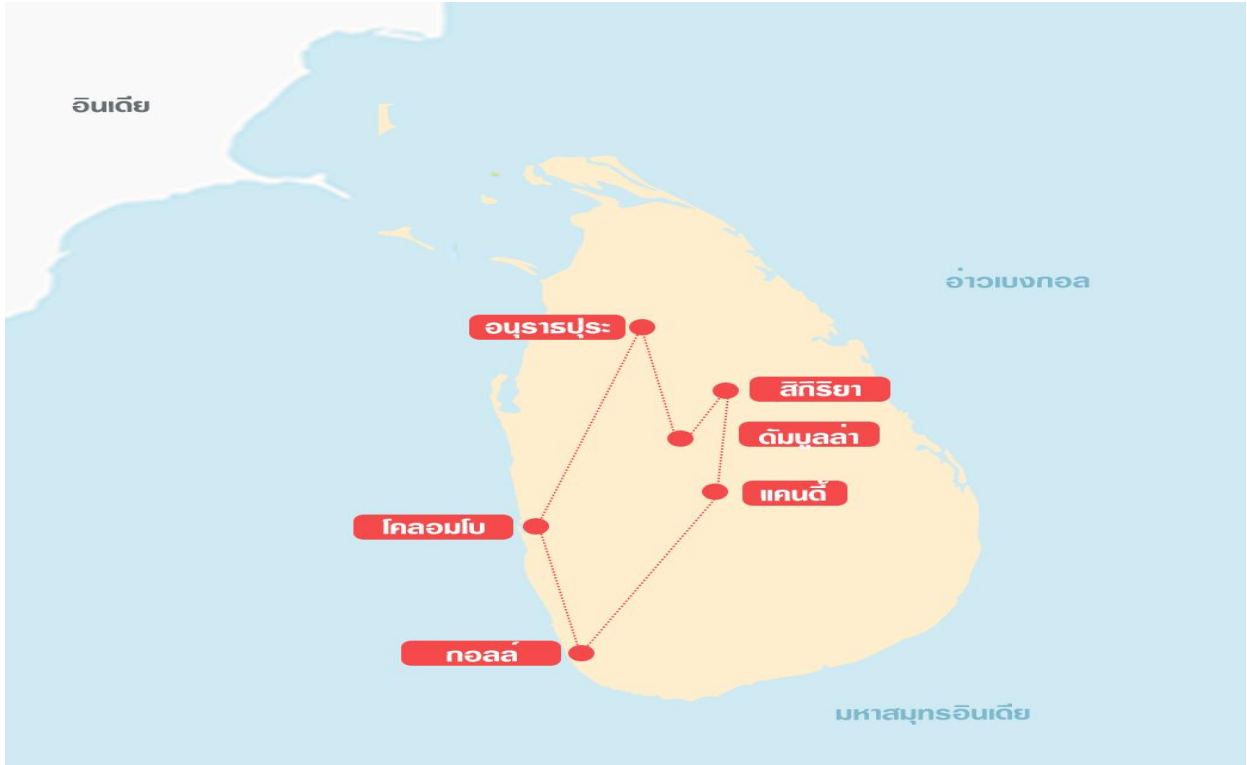 อินเดีย
อ่าวเบงกอล
อนุราธปุระ
สิกิริยา
ดัมบูลล่า
แคนดี้
โคลอมโบ
กอลล์
มหาสมุทรอินเดีย